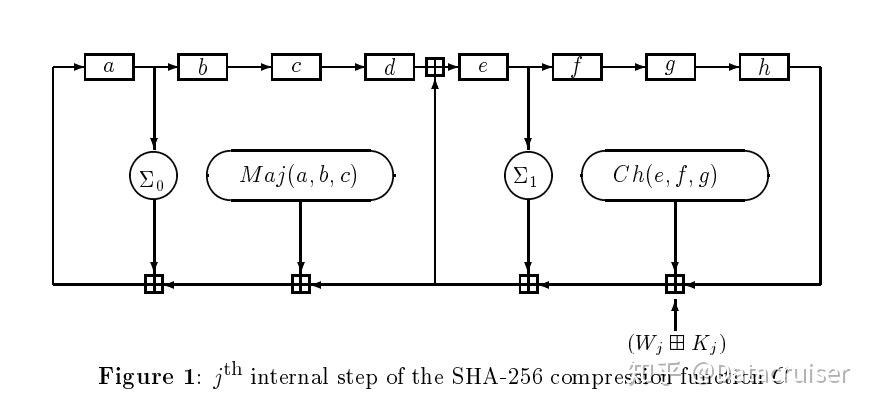 a b c d e f g h
Σ₀ Maj(a, b, c) Σ₁ Ch(e, f, g)
(Wⱼ ⊞ Kⱼ)
Figure 1: jᵗʰ internal step of the SHA-256 compression function C
知乎 @Datacruiser